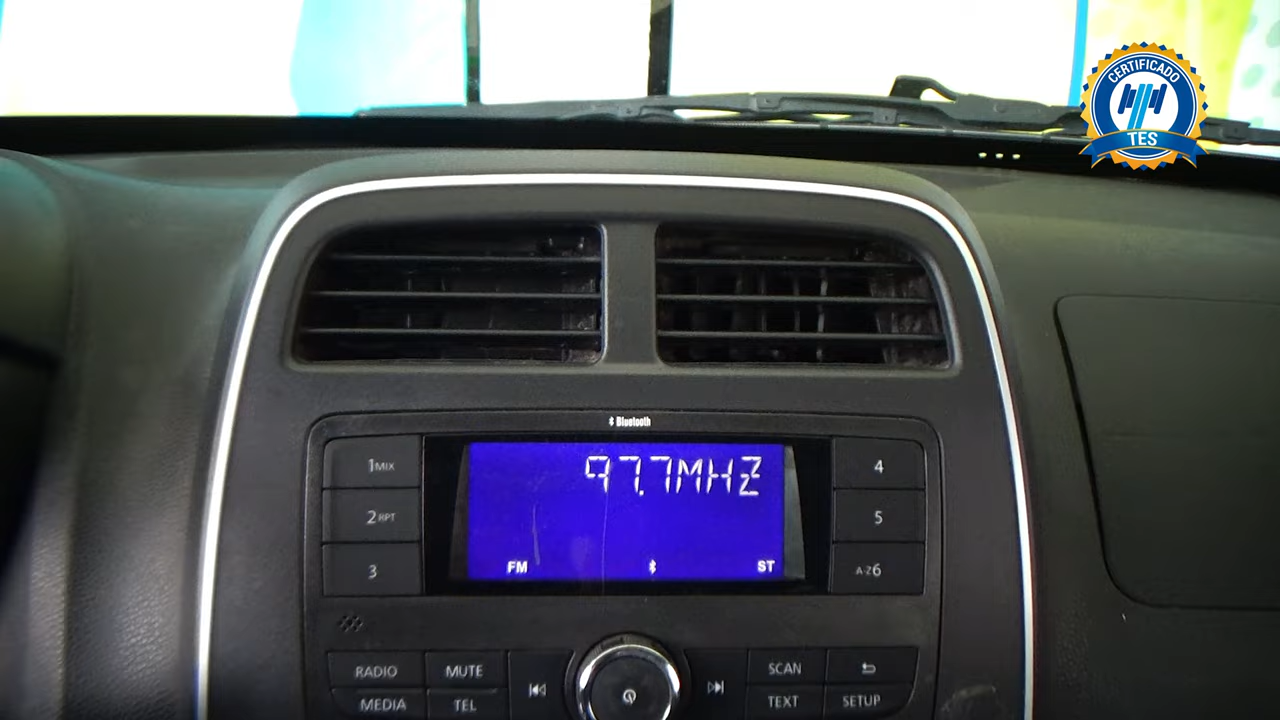 CERTIFICADO
TES
Bluetooth
1MIX
2RPT
3
97.7MHZ
FM
ST
4
5
A-Z6
RADIO
MUTE
SCAN
MEDIA
TEL
TEXT
SETUP